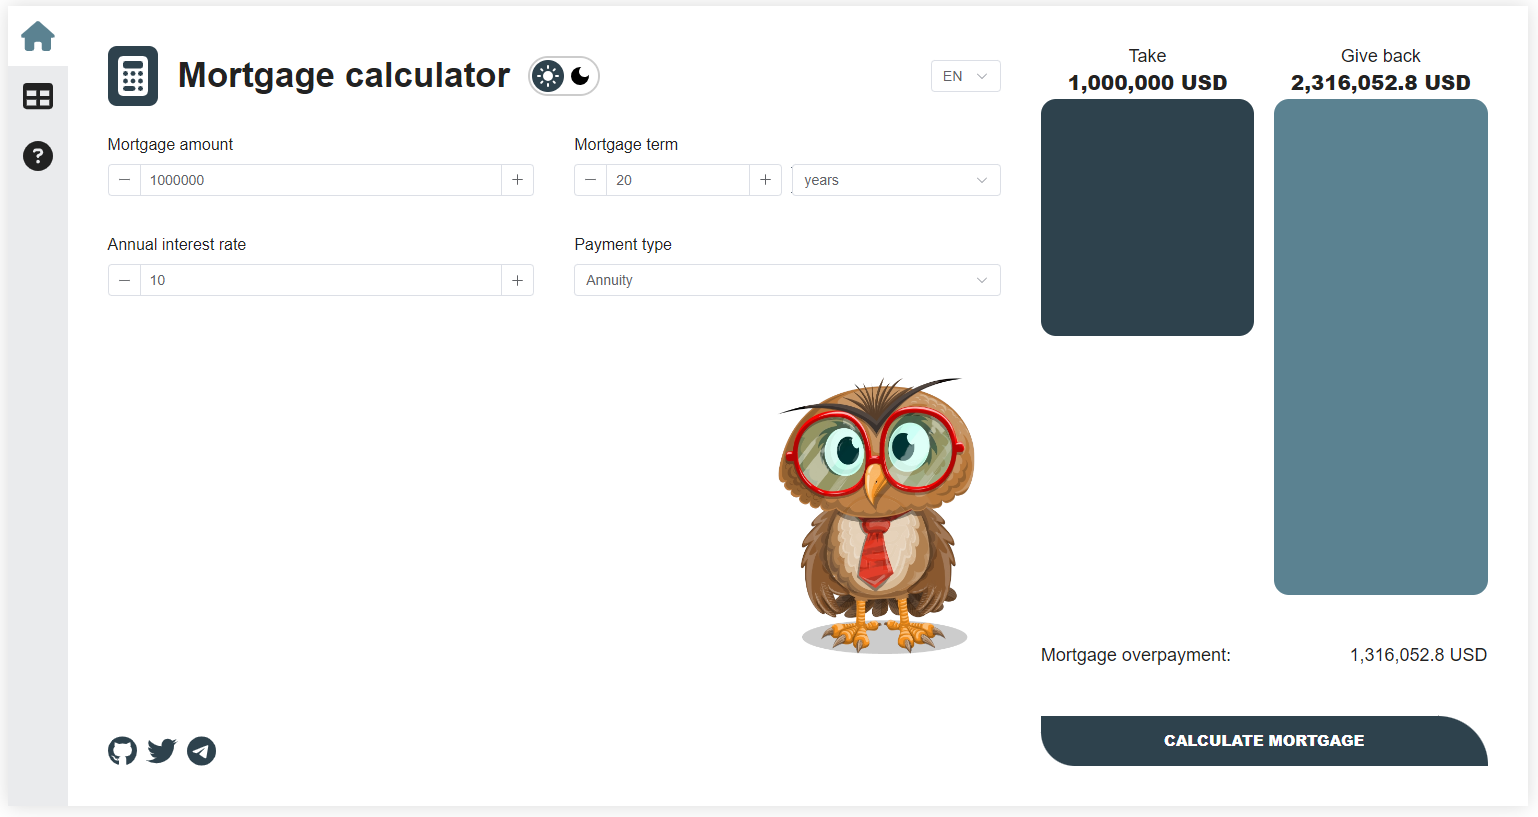 Mortgage calculator
EN
Mortgage amount
1000000
Mortgage term
20
years
Annual interest rate
10
Payment type
Annuity
Take
1,000,000 USD
Give back
2,316,052.8 USD
Mortgage overpayment:
1,316,052.8 USD
CALCULATE MORTGAGE